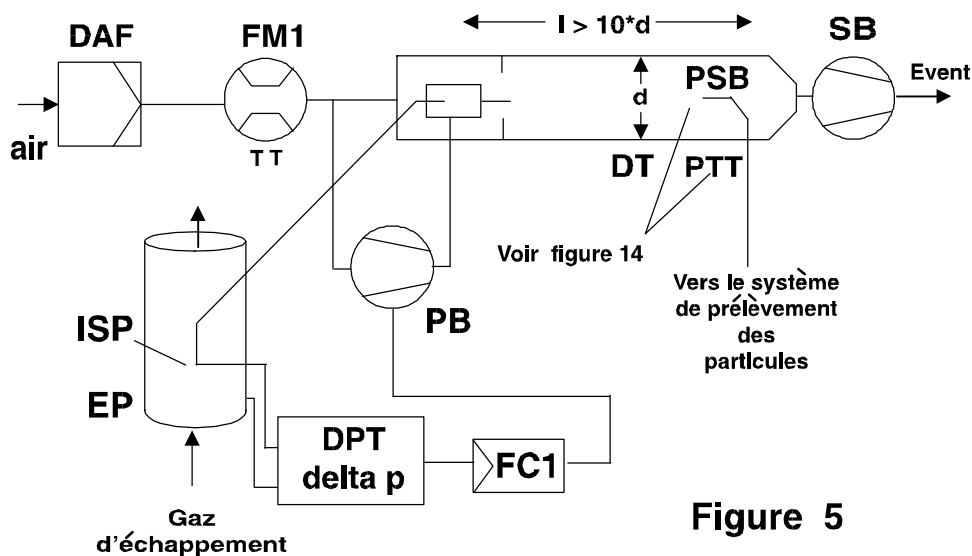 l > 10*d
DAF
FM1
SB
PSB
Event
d
air
T T
DT
PTT
Voir figure 14
Vers le système
de prélèvement
des
particules
PB
ISP
EP
DPT
delta p
FC1
Gaz
d'échappement
Figure 5